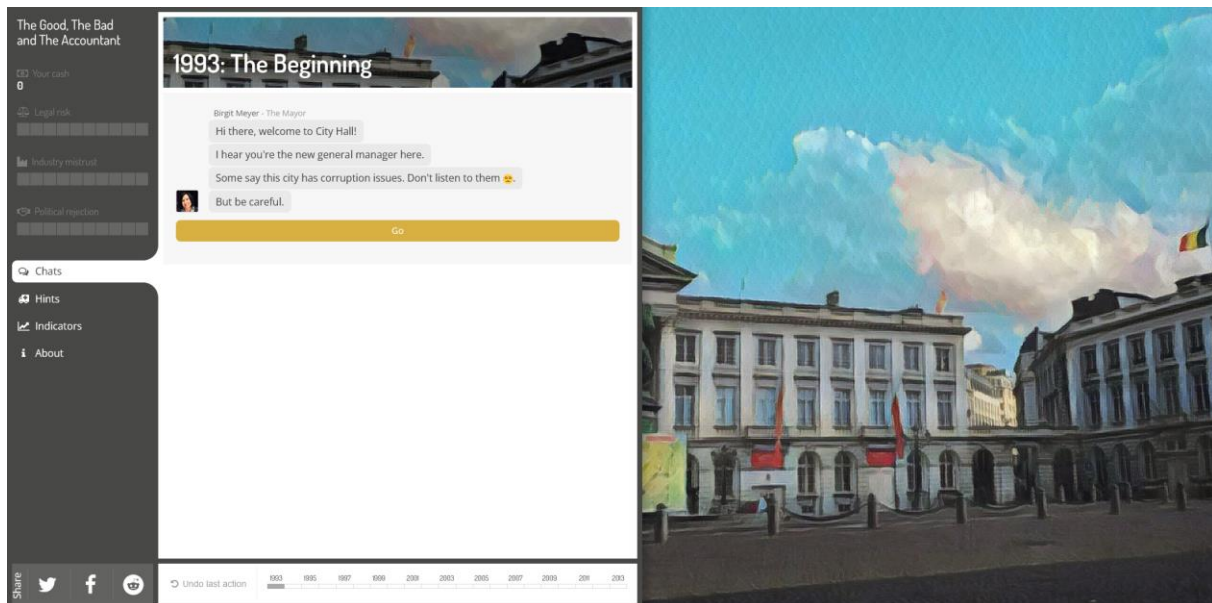 The Good, The Bad
and The Accountant
Your cash
0
Legal risk
Industry mistrust
Political rejection
Chats
Hints
Indicators
About
Share
1993: The Beginning
Birgit Meyer - The Mayor
Hi there, welcome to City Hall!
I hear you're the new general manager here.
Some say this city has corruption issues. Don't listen to them 😕.
But be careful.
Go
Undo last action
1993 1995 1997 1999 2001 2003 2005 2007 2009 2011 2013